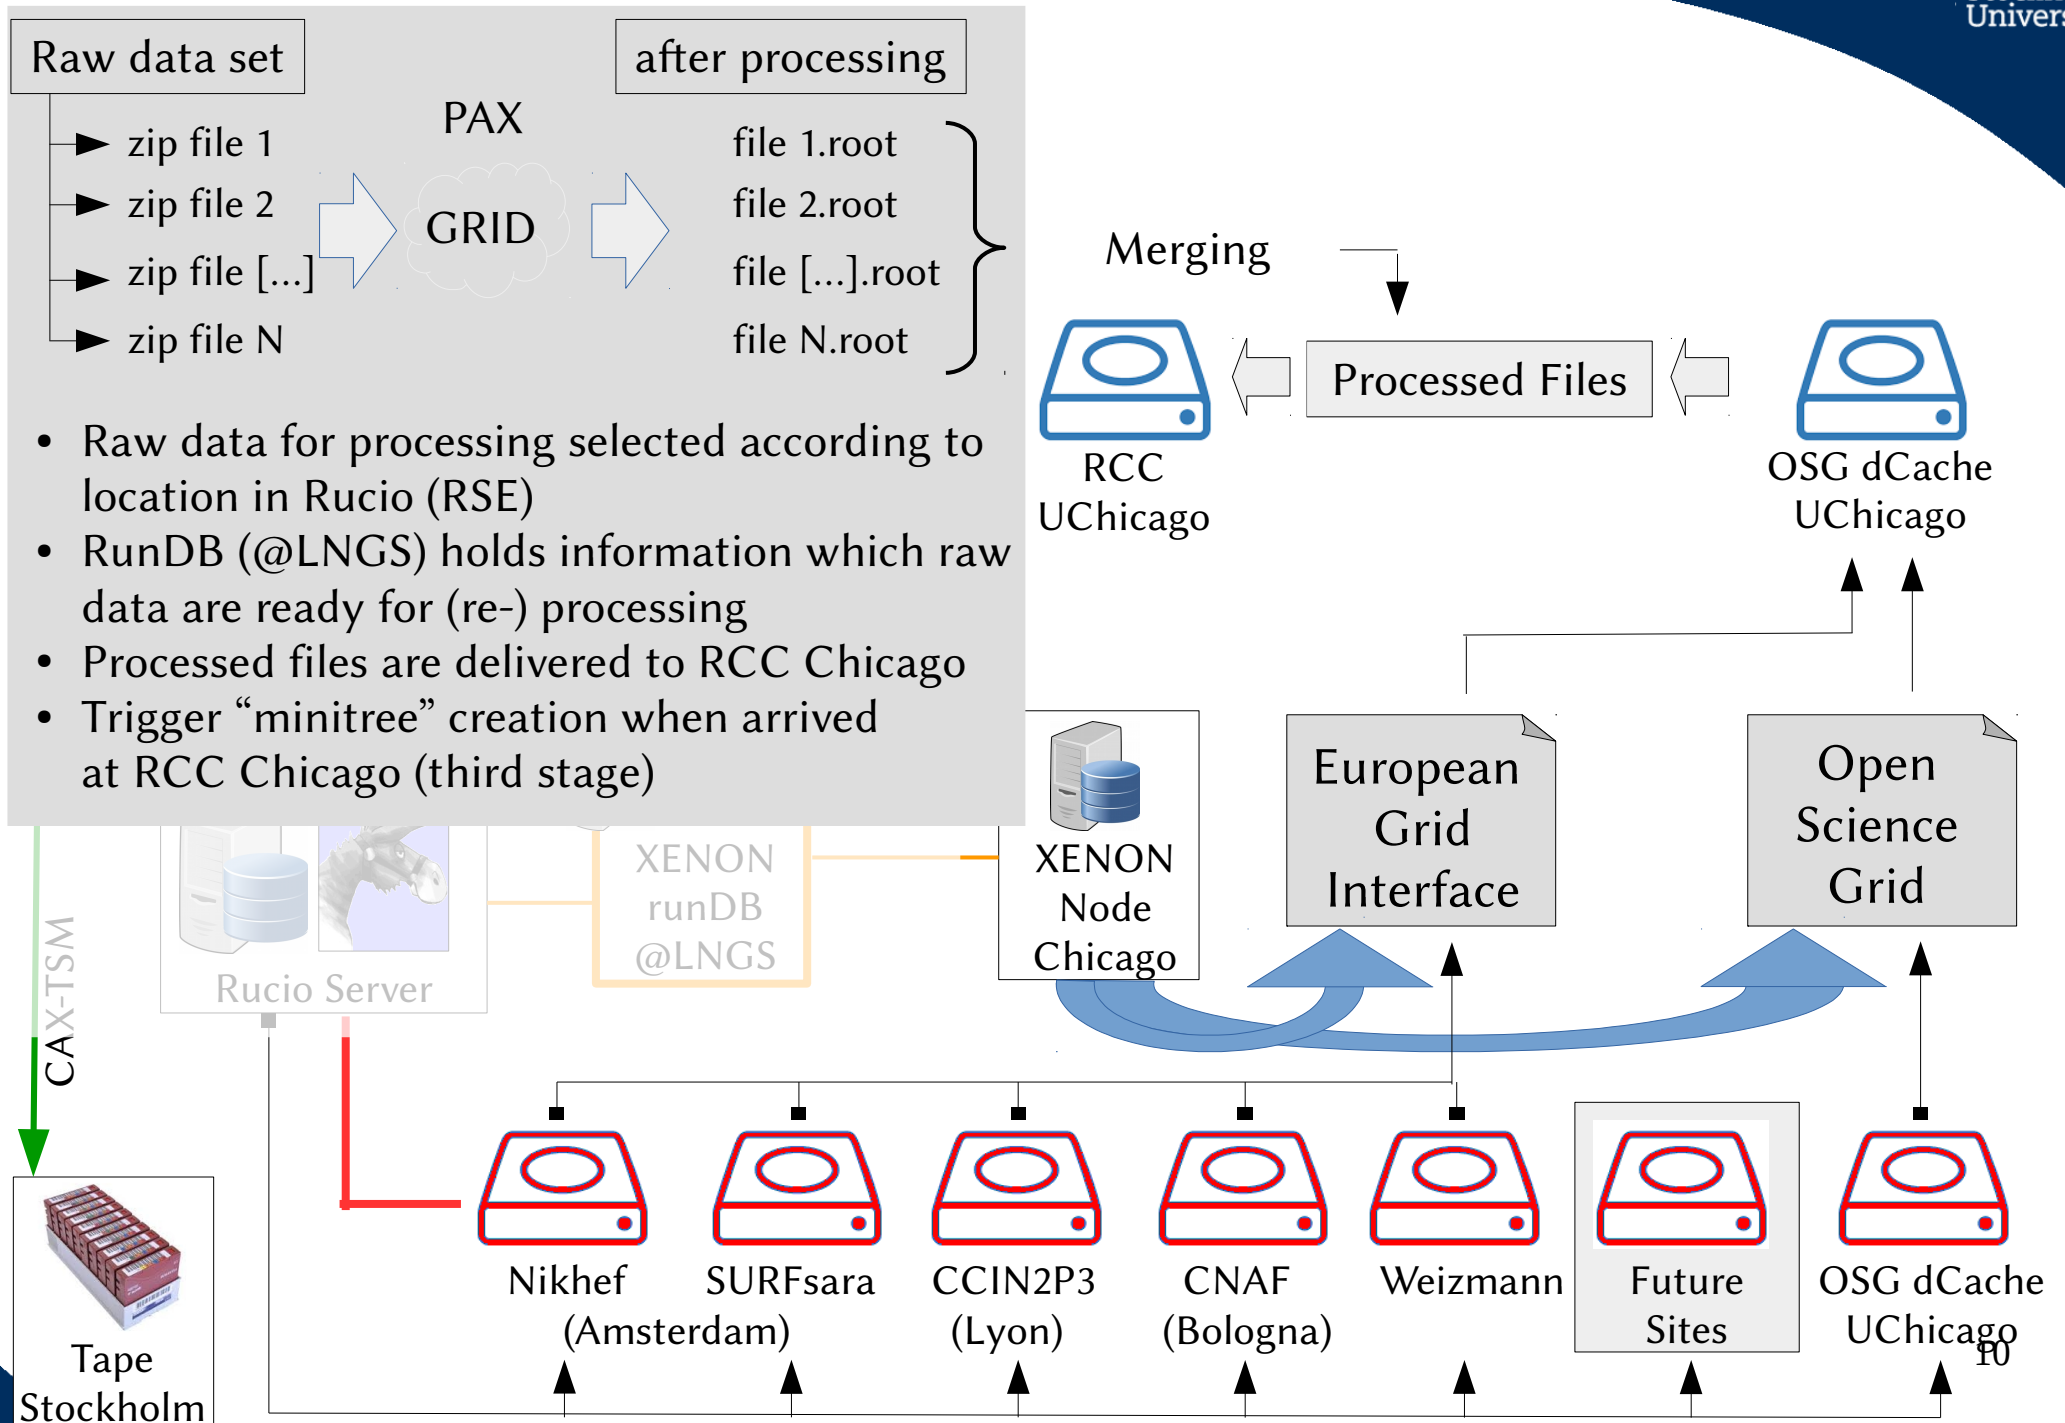 Univers
Raw data set
after processing
PAX
GRID
zip file 1
zip file 2
zip file [...]
zip file N
file 1.root
file 2.root
file [...].root
file N.root
Merging
Processed Files
RCC
UChicago
OSG dCache
UChicago
• Raw data for processing selected according to
location in Rucio (RSE)
• RunDB (@LNGS) holds information which raw
data are ready for (re-) processing
• Processed files are delivered to RCC Chicago
• Trigger “minitree” creation when arrived
at RCC Chicago (third stage)
European
Grid
Interface
Open
Science
Grid
XENON
runDB
@LNGS
XENON
Node
Chicago
Rucio Server
CAX-TSM
Nikhef
SURFsara
(Amsterdam)
CCIN2P3
(Lyon)
CNAF
(Bologna)
Weizmann
Future
Sites
OSG dCache
UChicago
Tape
Stockholm
10